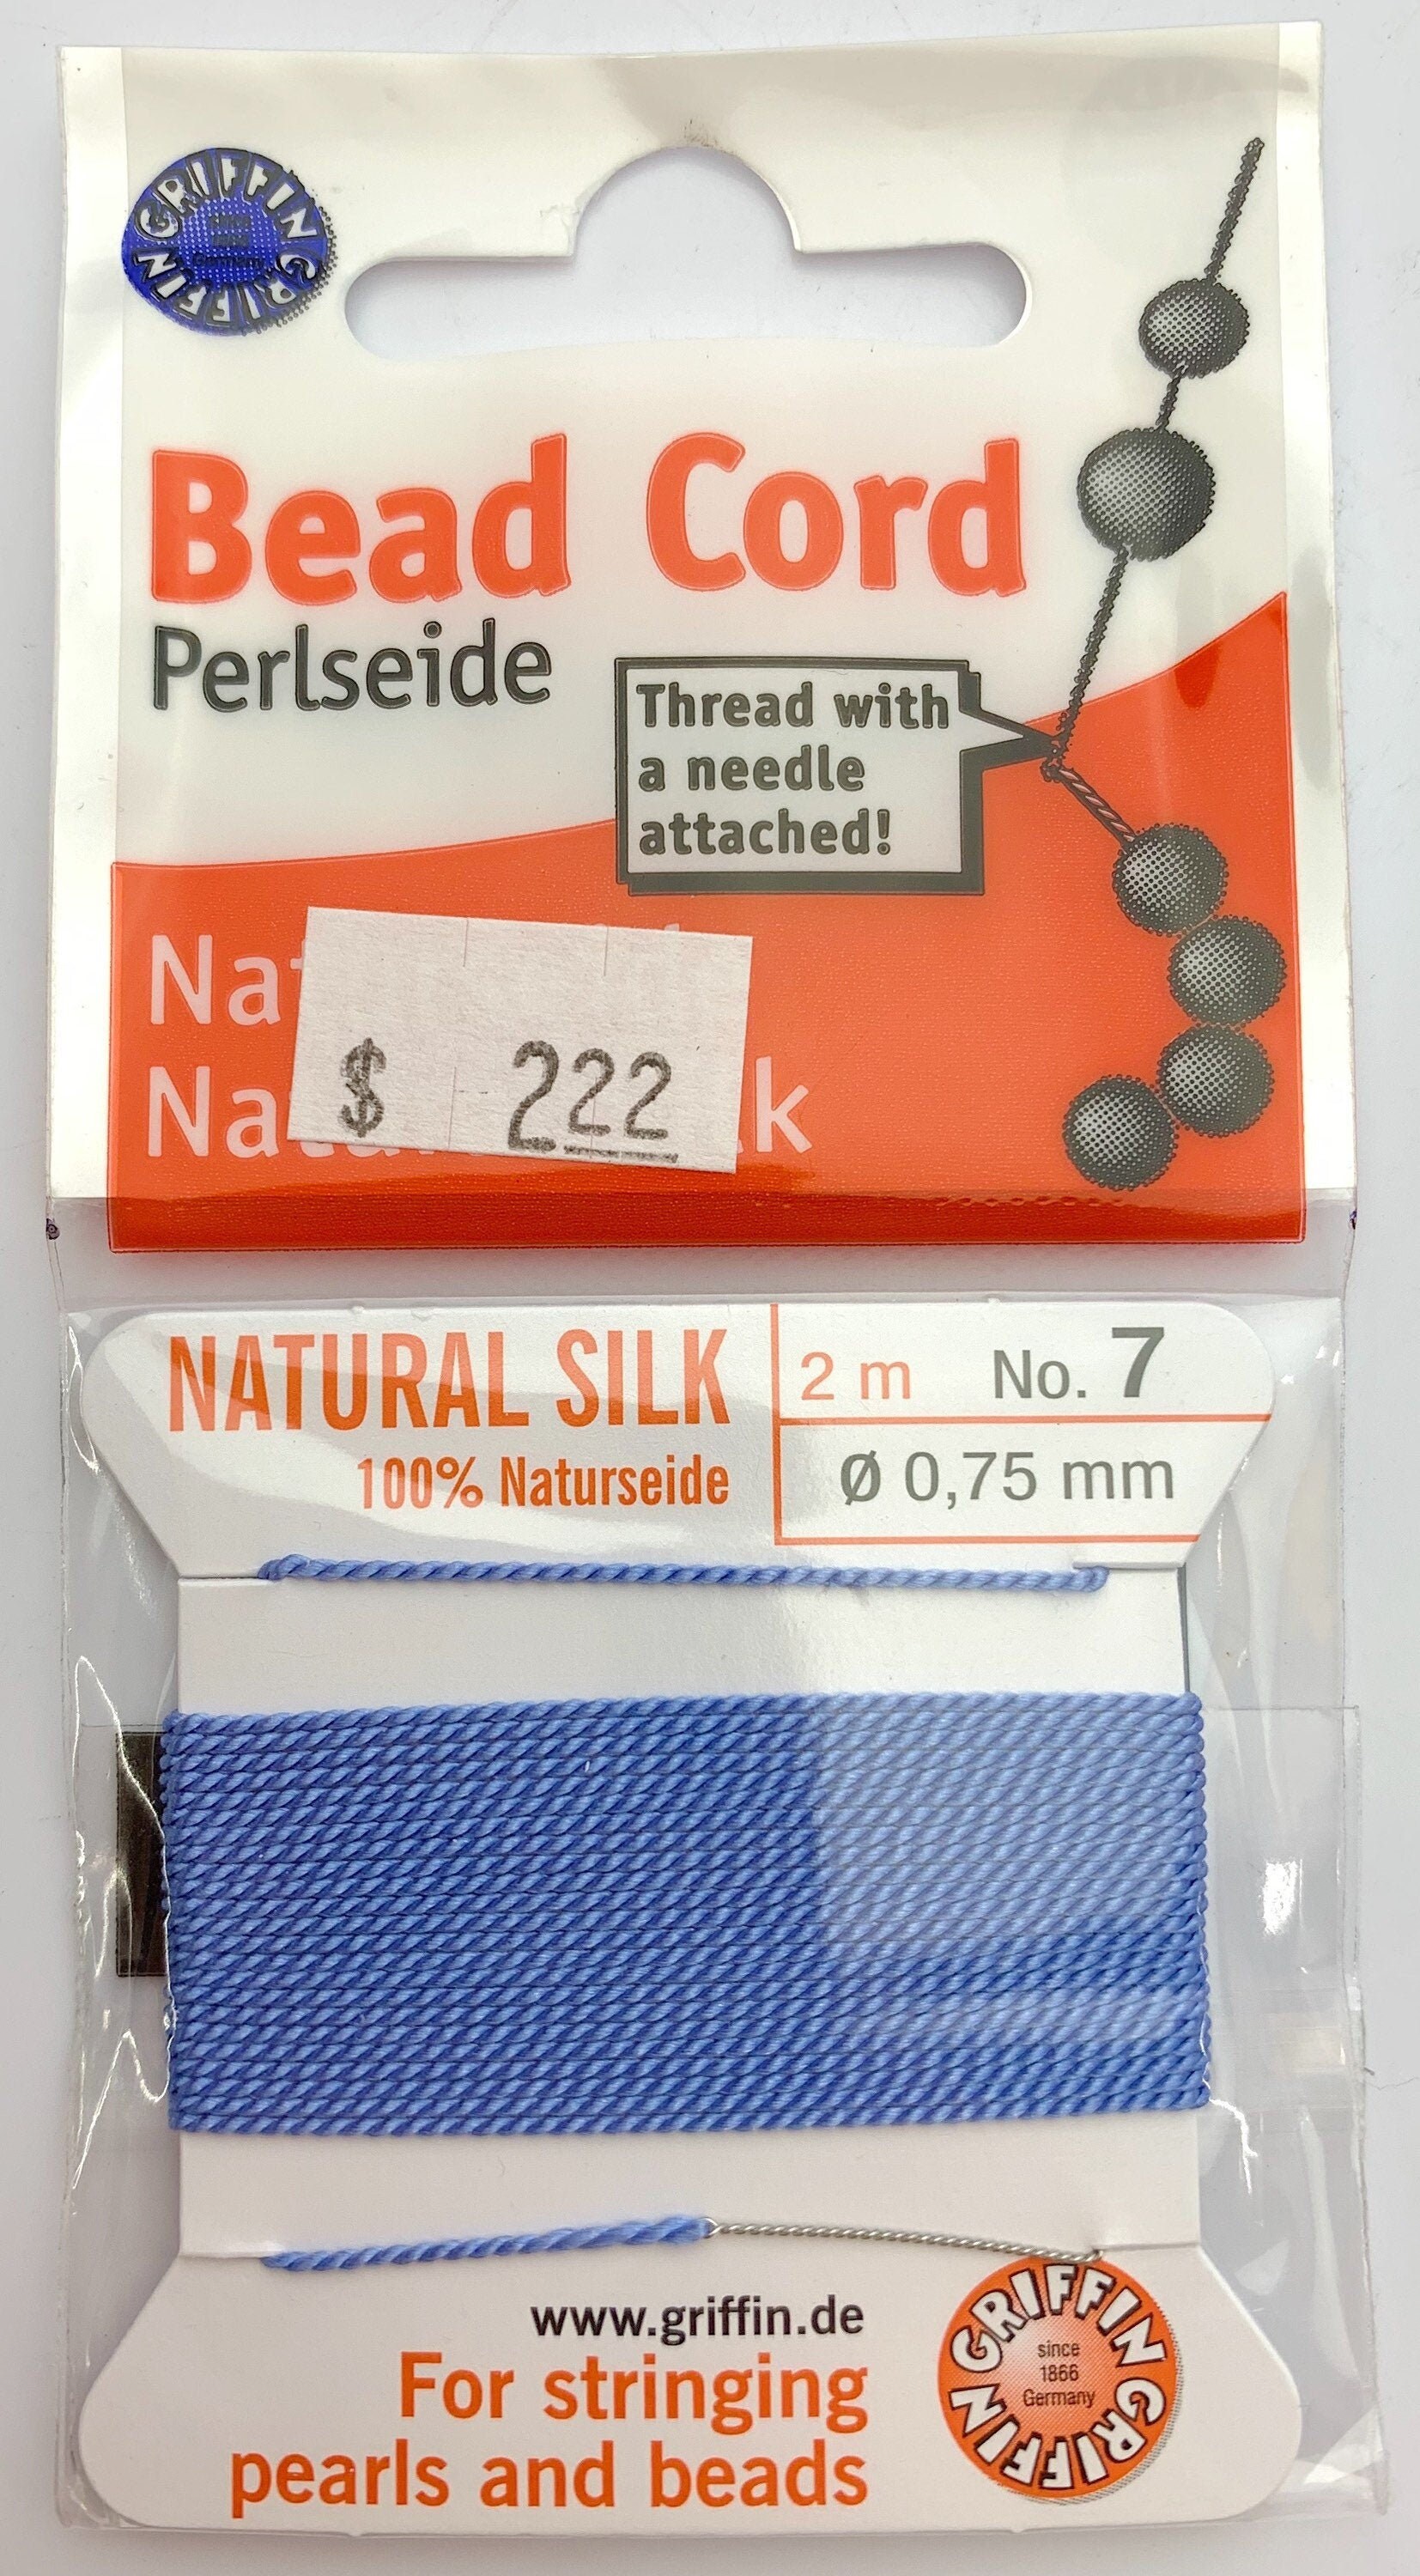 GRIFFIN GRIFFIN
Germany
Bead Cord
Perlseide
Thread with
a needle
attached!
$ 222
NATURAL SILK
100% Naturseide
2 m No. 7
Ø 0,75 mm
www.griffin.de
For stringing
pearls and beads
GRIFFIN GRIFFIN
since
1866
Germany